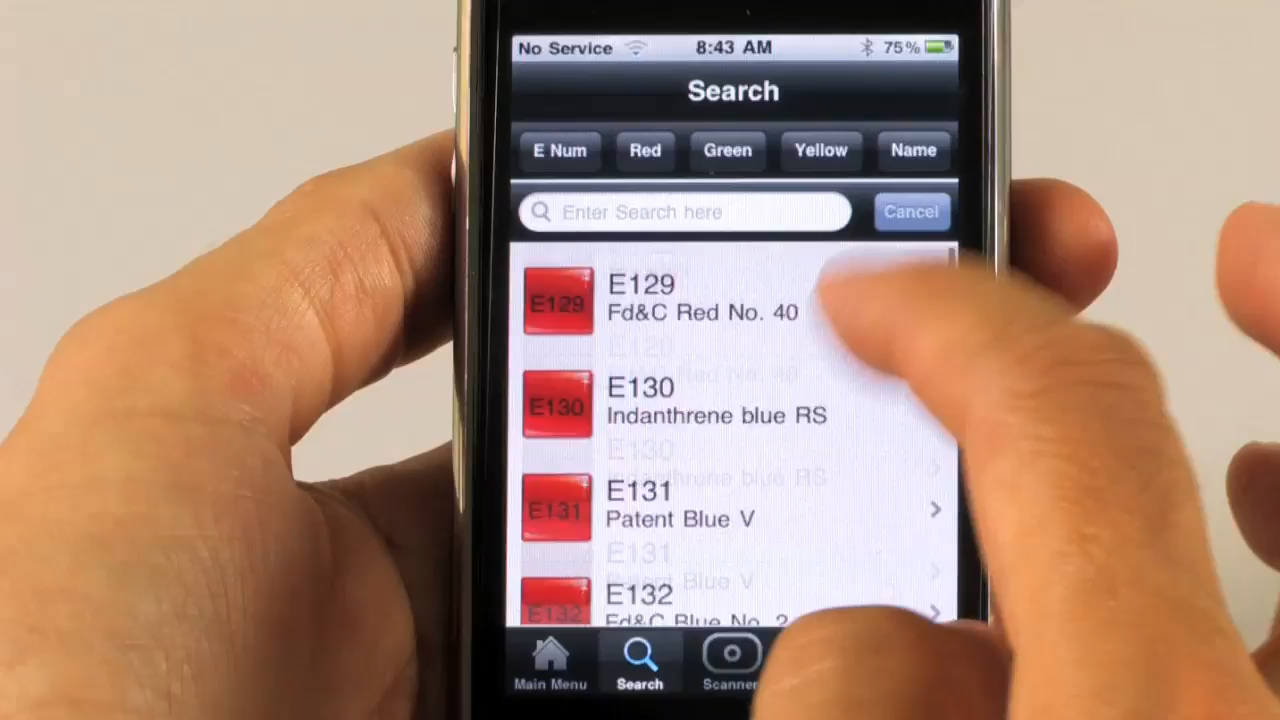 No Service 8:43 AM 75%
Search
E Num Red Green Yellow Name
Enter Search here Cancel
E129 E129
Fd&C Red No. 40
E130 E130
Indanthrene blue RS
E131 E131
Patent Blue V
E132 E132
Fd&C Blue No. 2
Main Menu Search Scanner